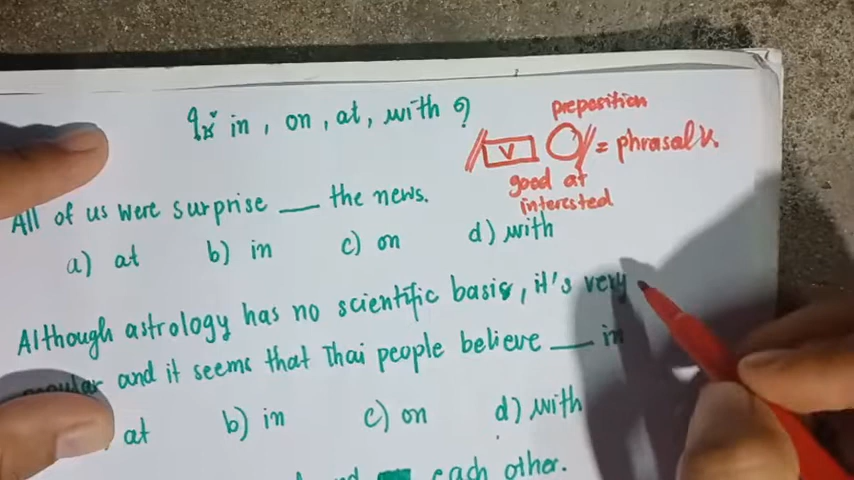 ใช้ in, on, at, with ?
preposition
V = phrasal v.
good at
interested
All of us were surprise ___ the news.
a) at b) in c) on d) with
Although astrology has no scientific basis, it's very
and it seems that Thai people believe ___ in
at b) in c) on d) with
each other.